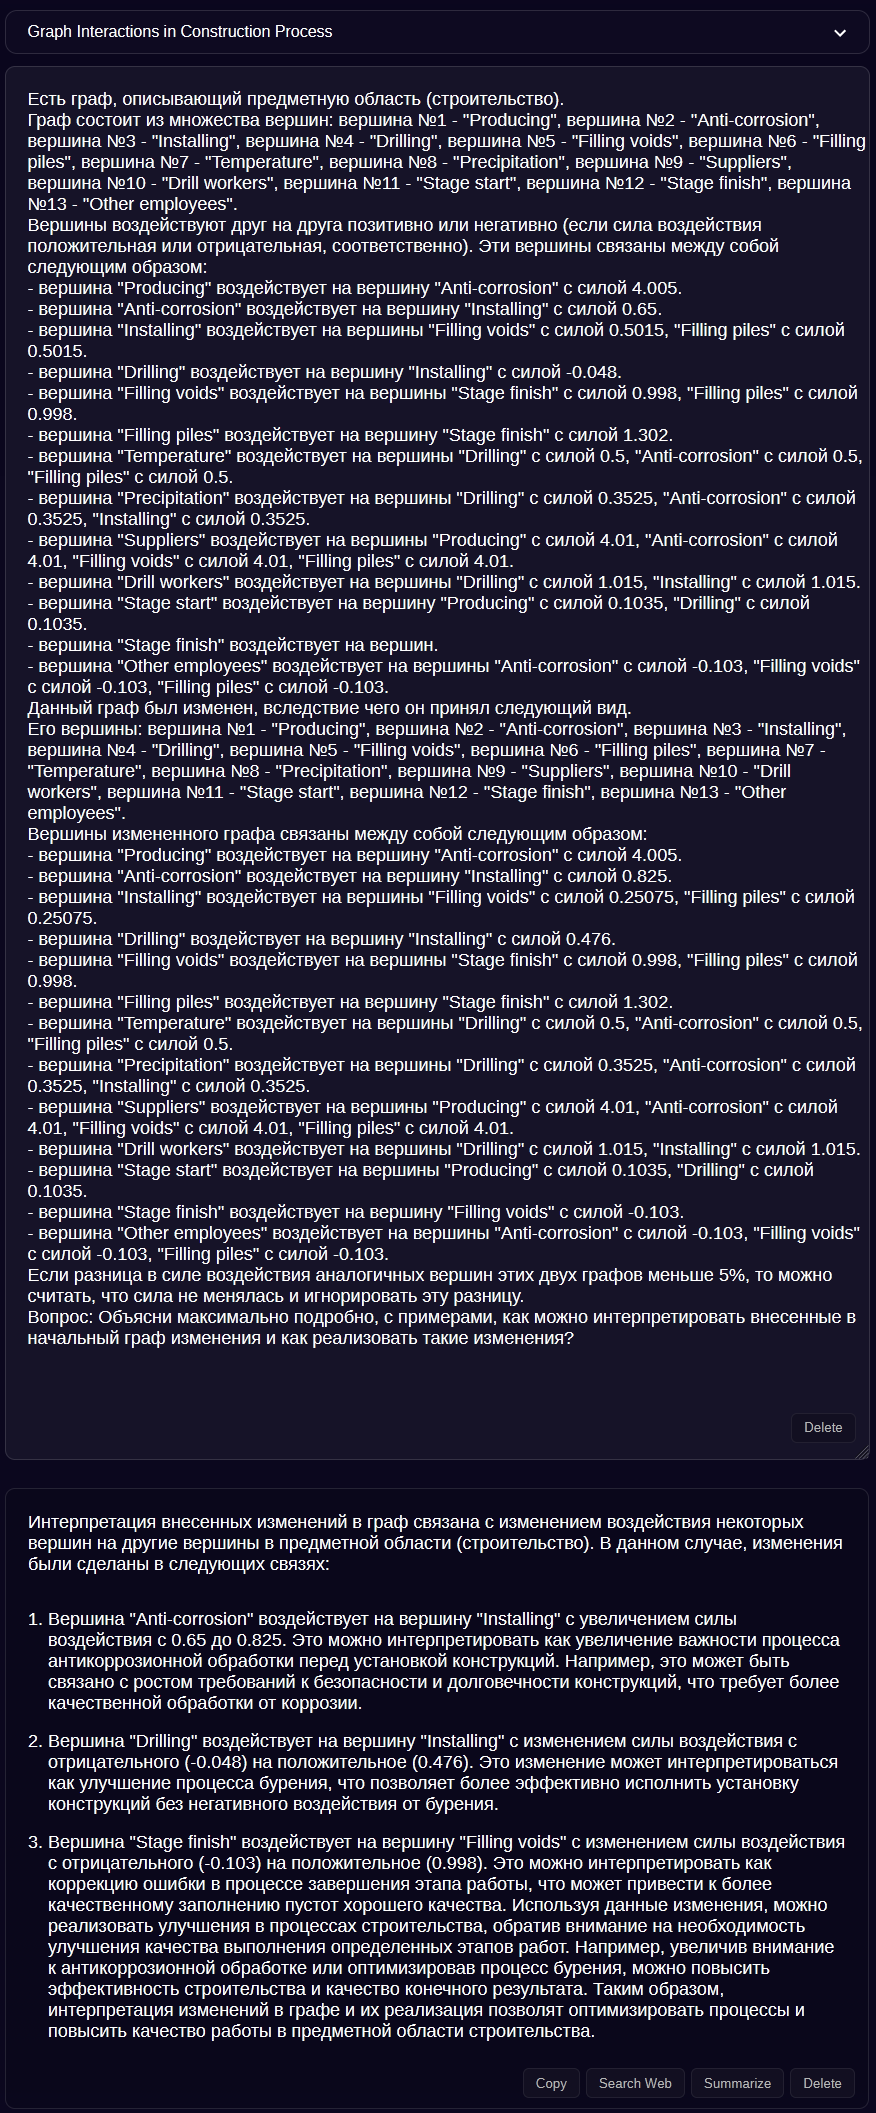 Graph Interactions in Construction Process
Есть граф, описывающий предметную область (строительство).
Граф состоит из множества вершин: вершина №1 - "Producing", вершина №2 - "Anti-corrosion",
вершина №3 - "Installing", вершина №4 - "Drilling", вершина №5 - "Filling voids", вершина №6 - "Filling
piles", вершина №7 - "Temperature", вершина №8 - "Precipitation", вершина №9 - "Suppliers",
вершина №10 - "Drill workers", вершина №11 - "Stage start", вершина №12 - "Stage finish", вершина
№13 - "Other employees".
Вершины воздействуют друг на друга позитивно или негативно (если сила воздействия
положительная или отрицательная, соответственно). Эти вершины связаны между собой
следующим образом:
- вершина "Producing" воздействует на вершину "Anti-corrosion" с силой 4.005.
- вершина "Anti-corrosion" воздействует на вершину "Installing" с силой 0.65.
- вершина "Installing" воздействует на вершины "Filling voids" с силой 0.5015, "Filling piles" с силой
0.5015.
- вершина "Drilling" воздействует на вершину "Installing" с силой -0.048.
- вершина "Filling voids" воздействует на вершины "Stage finish" с силой 0.998, "Filling piles" с силой
0.998.
- вершина "Filling piles" воздействует на вершину "Stage finish" с силой 1.302.
- вершина "Temperature" воздействует на вершины "Drilling" с силой 0.5, "Anti-corrosion" с силой 0.5,
"Filling piles" с силой 0.5.
- вершина "Precipitation" воздействует на вершины "Drilling" с силой 0.3525, "Anti-corrosion" с силой
0.3525, "Installing" с силой 0.3525.
- вершина "Suppliers" воздействует на вершины "Producing" с силой 4.01, "Anti-corrosion" с силой
4.01, "Filling voids" с силой 4.01, "Filling piles" с силой 4.01.
- вершина "Drill workers" воздействует на вершины "Drilling" с силой 1.015, "Installing" с силой 1.015.
- вершина "Stage start" воздействует на вершину "Producing" с силой 0.1035, "Drilling" с силой
0.1035.
- вершина "Stage finish" воздействует на вершин.
- вершина "Other employees" воздействует на вершины "Anti-corrosion" с силой -0.103, "Filling voids"
с силой -0.103, "Filling piles" с силой -0.103.
Данный граф был изменен, вследствие чего он принял следующий вид.
Его вершины: вершина №1 - "Producing", вершина №2 - "Anti-corrosion", вершина №3 - "Installing",
вершина №4 - "Drilling", вершина №5 - "Filling voids", вершина №6 - "Filling piles", вершина №7 -
"Temperature", вершина №8 - "Precipitation", вершина №9 - "Suppliers", вершина №10 - "Drill
workers", вершина №11 - "Stage start", вершина №12 - "Stage finish", вершина №13 - "Other
employees".
Вершины измененного графа связаны между собой следующим образом:
- вершина "Producing" воздействует на вершину "Anti-corrosion" с силой 4.005.
- вершина "Anti-corrosion" воздействует на вершину "Installing" с силой 0.825.
- вершина "Installing" воздействует на вершины "Filling voids" с силой 0.25075, "Filling piles" с силой
0.25075.
- вершина "Drilling" воздействует на вершину "Installing" с силой 0.476.
- вершина "Filling voids" воздействует на вершины "Stage finish" с силой 0.998, "Filling piles" с силой
0.998.
- вершина "Filling piles" воздействует на вершину "Stage finish" с силой 1.302.
- вершина "Temperature" воздействует на вершины "Drilling" с силой 0.5, "Anti-corrosion" с силой 0.5,
"Filling piles" с силой 0.5.
- вершина "Precipitation" воздействует на вершины "Drilling" с силой 0.3525, "Anti-corrosion" с силой
0.3525, "Installing" с силой 0.3525.
- вершина "Suppliers" воздействует на вершины "Producing" с силой 4.01, "Anti-corrosion" с силой
4.01, "Filling voids" с силой 4.01, "Filling piles" с силой 4.01.
- вершина "Drill workers" воздействует на вершины "Drilling" с силой 1.015, "Installing" с силой 1.015.
- вершина "Stage start" воздействует на вершины "Producing" с силой 0.1035, "Drilling" с силой
0.1035.
- вершина "Stage finish" воздействует на вершину "Filling voids" с силой -0.103.
- вершина "Other employees" воздействует на вершины "Anti-corrosion" с силой -0.103, "Filling voids"
с силой -0.103, "Filling piles" с силой -0.103.
Если разница в силе воздействия аналогичных вершин этих двух графов меньше 5%, то можно
считать, что сила не менялась и игнорировать эту разницу.
Вопрос: Объясни максимально подробно, с примерами, как можно интерпретировать внесенные в
начальный граф изменения и как реализовать такие изменения?
Delete
Интерпретация внесенных изменений в граф связана с изменением воздействия некоторых
вершин на другие вершины в предметной области (строительство). В данном случае, изменения
были сделаны в следующих связях:
1. Вершина "Anti-corrosion" воздействует на вершину "Installing" с увеличением силы
воздействия с 0.65 до 0.825. Это можно интерпретировать как увеличение важности процесса
антикоррозионной обработки перед установкой конструкций. Например, это может быть
связано с ростом требований к безопасности и долговечности конструкций, что требует более
качественной обработки от коррозии.
2. Вершина "Drilling" воздействует на вершину "Installing" с изменением силы воздействия с
отрицательного (-0.048) на положительное (0.476). Это изменение может интерпретироваться
как улучшение процесса бурения, что позволяет более эффективно исполнить установку
конструкций без негативного воздействия от бурения.
3. Вершина "Stage finish" воздействует на вершину "Filling voids" с изменением силы воздействия
с отрицательного (-0.103) на положительное (0.998). Это можно интерпретировать как
коррекцию ошибки в процессе завершения этапа работы, что может привести к более
качественному заполнению пустот хорошего качества. Используя данные изменения, можно
реализовать улучшения в процессах строительства, обратив внимание на необходимость
улучшения качества выполнения определенных этапов работ. Например, увеличив внимание
к антикоррозионной обработке или оптимизировав процесс бурения, можно повысить
эффективность строительства и качество конечного результата. Таким образом,
интерпретация изменений в графе и их реализация позволят оптимизировать процессы и
повысить качество работы в предметной области строительства.
Copy Search Web Summarize Delete